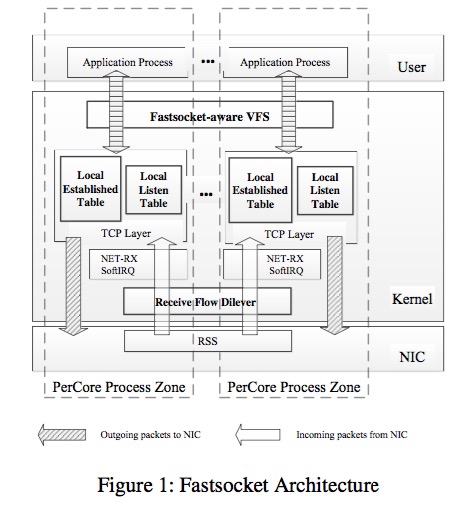 Application Process
...
Application Process
User
Fastsocket-aware VFS
Local
Established
Table
Local
Listen
Table
...
Local
Established
Table
Local
Listen
Table
TCP Layer
TCP Layer
NET-RX
SoftIRQ
NET-RX
SoftIRQ
Receive Flow Dilever
Kernel
RSS
NIC
PerCore Process Zone
PerCore Process Zone
Outgoing packets to NIC
Incoming packets from NIC
Figure 1: Fastsocket Architecture